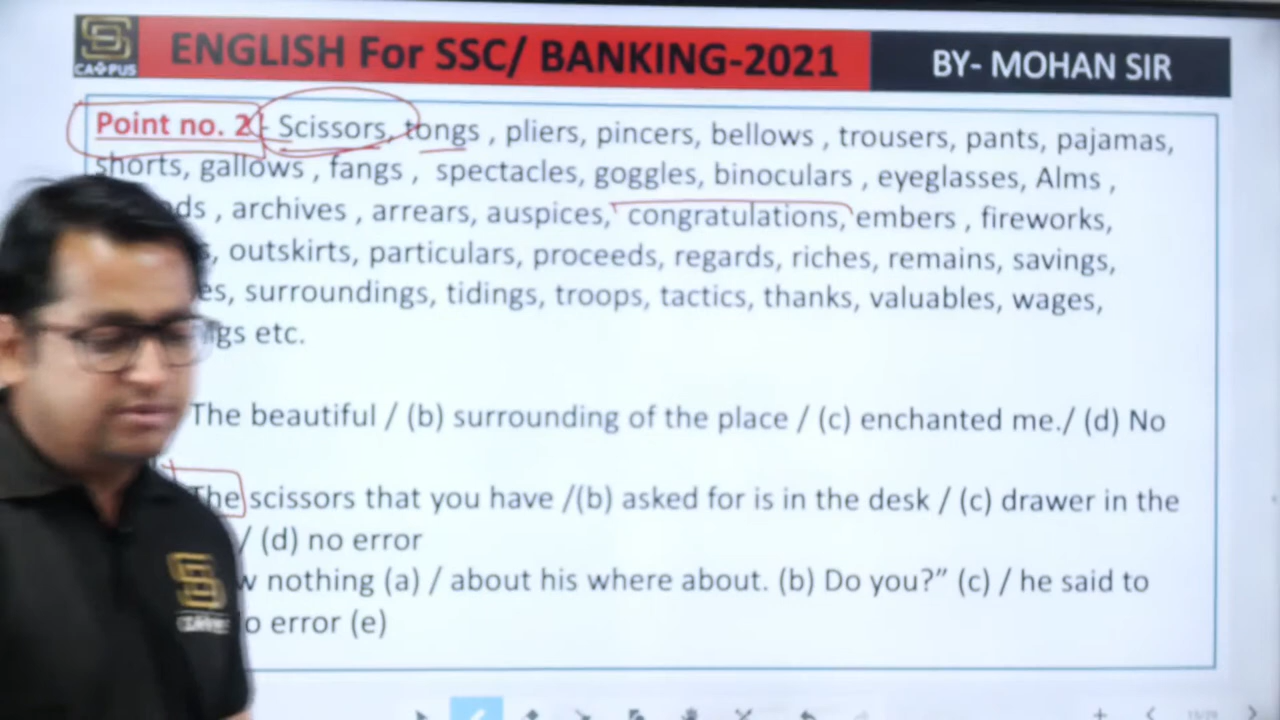 CAMPUS
ENGLISH For SSC/ BANKING-2021
BY- MOHAN SIR
Point no. 2 - Scissors, tongs , pliers, pincers, bellows , trousers, pants, pajamas,
shorts, gallows , fangs , spectacles, goggles, binoculars , eyeglasses, Alms ,
ds , archives , arrears, auspices, congratulations, embers , fireworks,
s, outskirts, particulars, proceeds, regards, riches, remains, savings,
es, surroundings, tidings, troops, tactics, thanks, valuables, wages,
ngs etc.
The beautiful / (b) surrounding of the place / (c) enchanted me./ (d) No
The scissors that you have /(b) asked for is in the desk / (c) drawer in the
/ (d) no error
w nothing (a) / about his where about. (b) Do you?” (c) / he said to
o error (e)